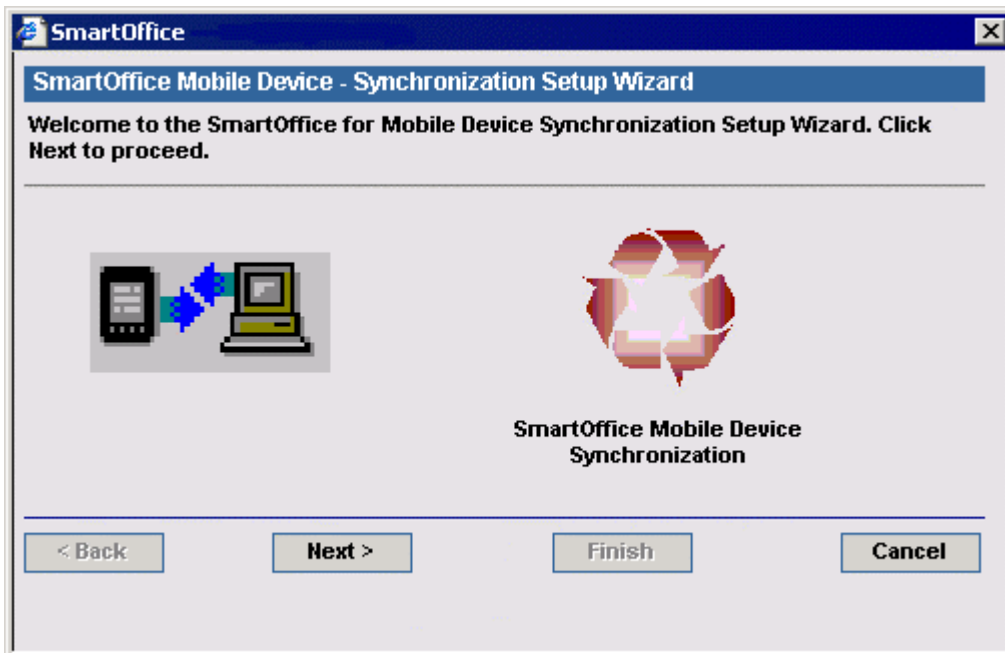 SmartOffice
SmartOffice Mobile Device - Synchronization Setup Wizard
Welcome to the SmartOffice for Mobile Device Synchronization Setup Wizard. Click
Next to proceed.
SmartOffice Mobile Device
Synchronization
< Back
Next >
Finish
Cancel